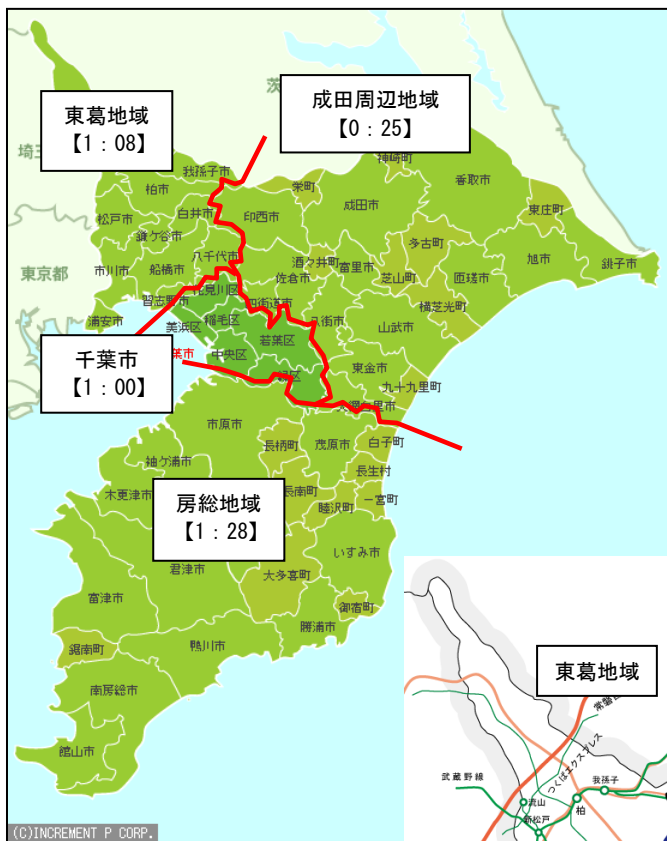 東葛地域
【1:08】
成田周辺地域
【0:25】
埼
茨
東京都
我孫子市
柏市
松戸市
白井市
鎌ケ谷市
市川市
船橋市
八千代市
習志野市
浦安市
印西市
栄町
成田市
神崎町
香取市
東庄町
多古町
旭市
銚子市
酒々井町
富里市
佐倉市
芝山町
匝瑳市
横芝光町
四街道市
八街市
山武市
花見川区
稲毛区
美浜区
若葉区
中央区
緑区
東金市
九十九里町
大網白里市
千葉市
【1:00】
葉市
市原市
長柄町
茂原市
白子町
長生村
袖ケ浦市
木更津市
長南町
一宮町
睦沢町
房総地域
【1:28】
いすみ市
君津市
大多喜町
富津市
御宿町
勝浦市
鴨川市
鋸南町
南房総市
館山市
東葛地域
常磐
つくばエクスプレス
武蔵野線
我孫子
流山
柏
新松戸
(C)INCREMENT P CORP.